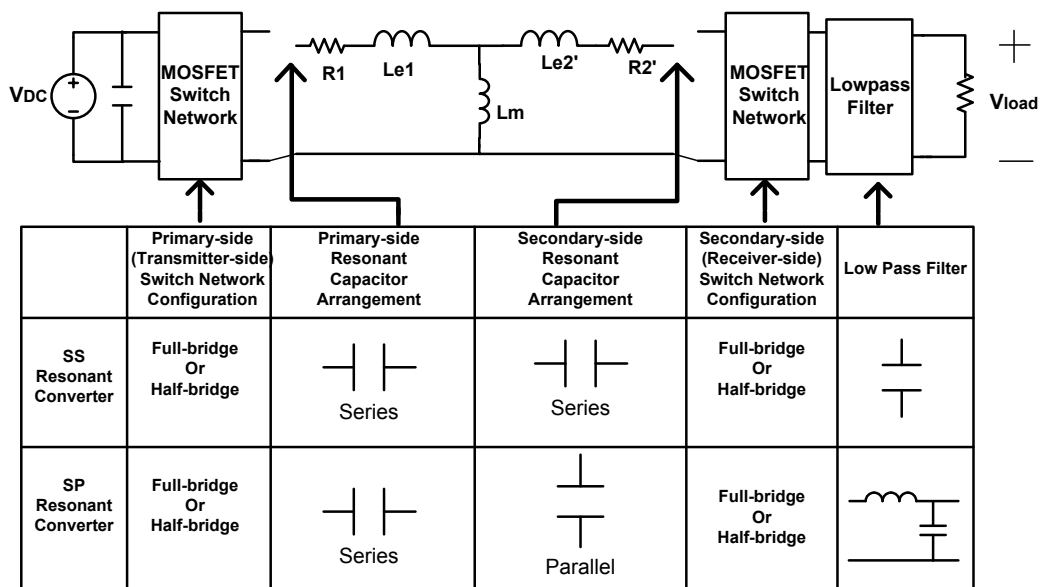 VDC
+
−
MOSFET
Switch
Network
R1
Le1
Lm
Le2'
R2'
MOSFET
Switch
Network
Lowpass
Filter
+
Vload
—
Primary-side
(Transmitter-side)
Switch Network
Configuration
Primary-side
Resonant
Capacitor
Arrangement
Secondary-side
Resonant
Capacitor
Arrangement
Secondary-side
(Receiver-side)
Switch Network
Configuration
Low Pass Filter
SS
Resonant
Converter
Full-bridge
Or
Half-bridge
Series
Series
Full-bridge
Or
Half-bridge
SP
Resonant
Converter
Full-bridge
Or
Half-bridge
Series
Parallel
Full-bridge
Or
Half-bridge